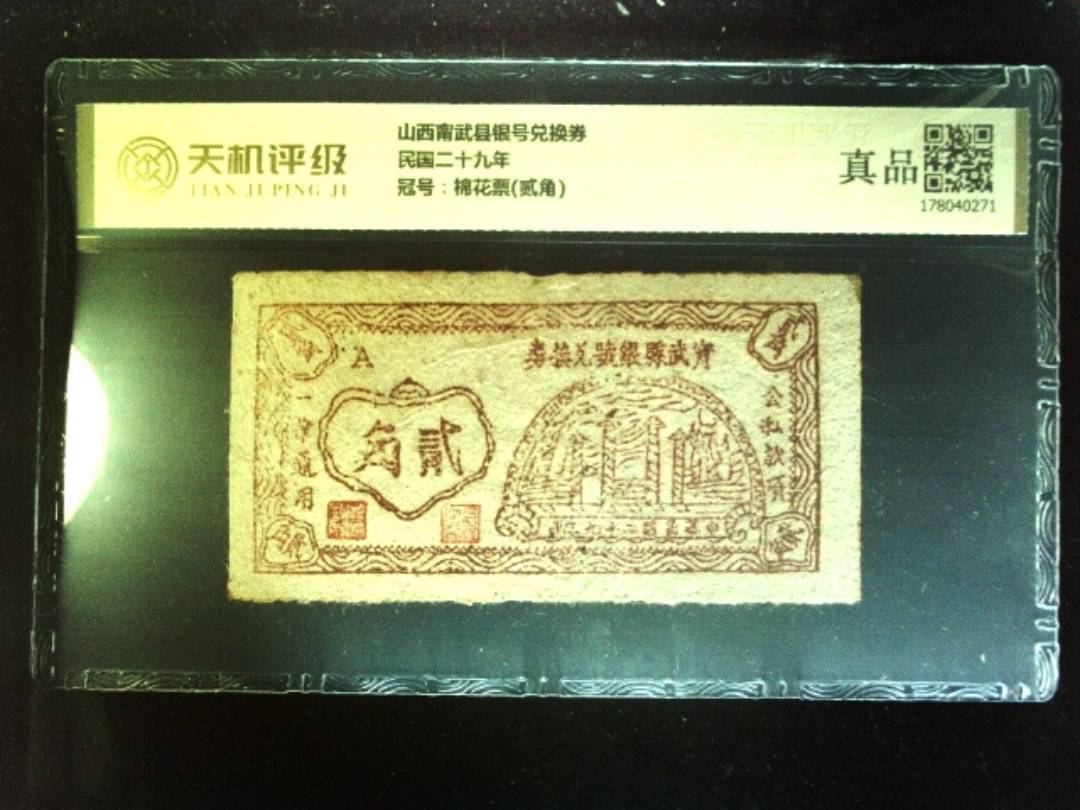 天机评级
TIAN JI PING JI
山西甯武县银号兑换券
民国二十九年
冠号：棉花票(贰角)
真品
178040271
A
券換兌號銀縣武甯
角貳
一律通用
公私款項